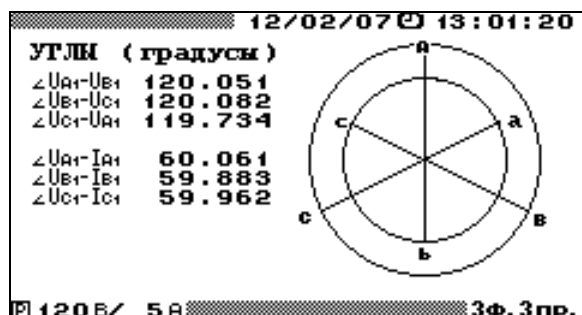 12/02/07 13:01:20
УГЛЫ (градусы)
∠UA1-UB1 120.051
∠UB1-UC1 120.082
∠UC1-UA1 119.734
∠UA1-IA1 60.061
∠UB1-IB1 59.883
∠UC1-IC1 59.962
A
c
a
C
B
b
P 120В/ 5А 3Ф.3ПР.